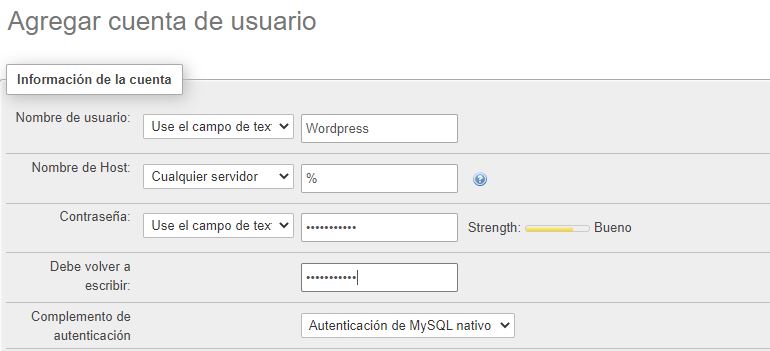 Agregar cuenta de usuario
Información de la cuenta
Nombre de usuario: Use el campo de tex Wordpress
Nombre de Host: Cualquier servidor %
Contraseña: Use el campo de tex ••••••••••• Strength: Bueno
Debe volver a
escribir: •••••••••••
Complemento de
autenticación Autenticación de MySQL nativo